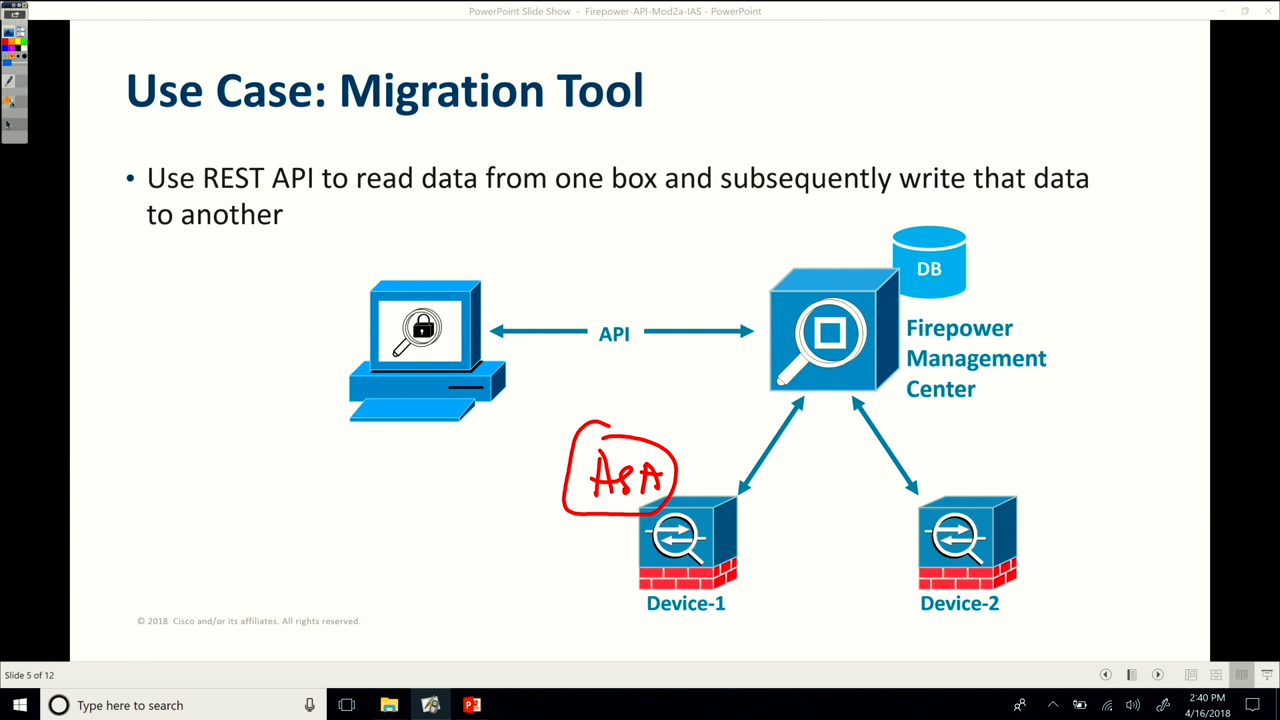 PowerPoint Slide Show - Firepower-API-Mod2a-IAS - PowerPoint
Use Case: Migration Tool
• Use REST API to read data from one box and subsequently write that data
to another
DB
API
Firepower
Management
Center
ASA
Device-1
Device-2
© 2018 Cisco and/or its affiliates. All rights reserved.
Slide 5 of 12
Type here to search
2:40 PM
4/16/2018